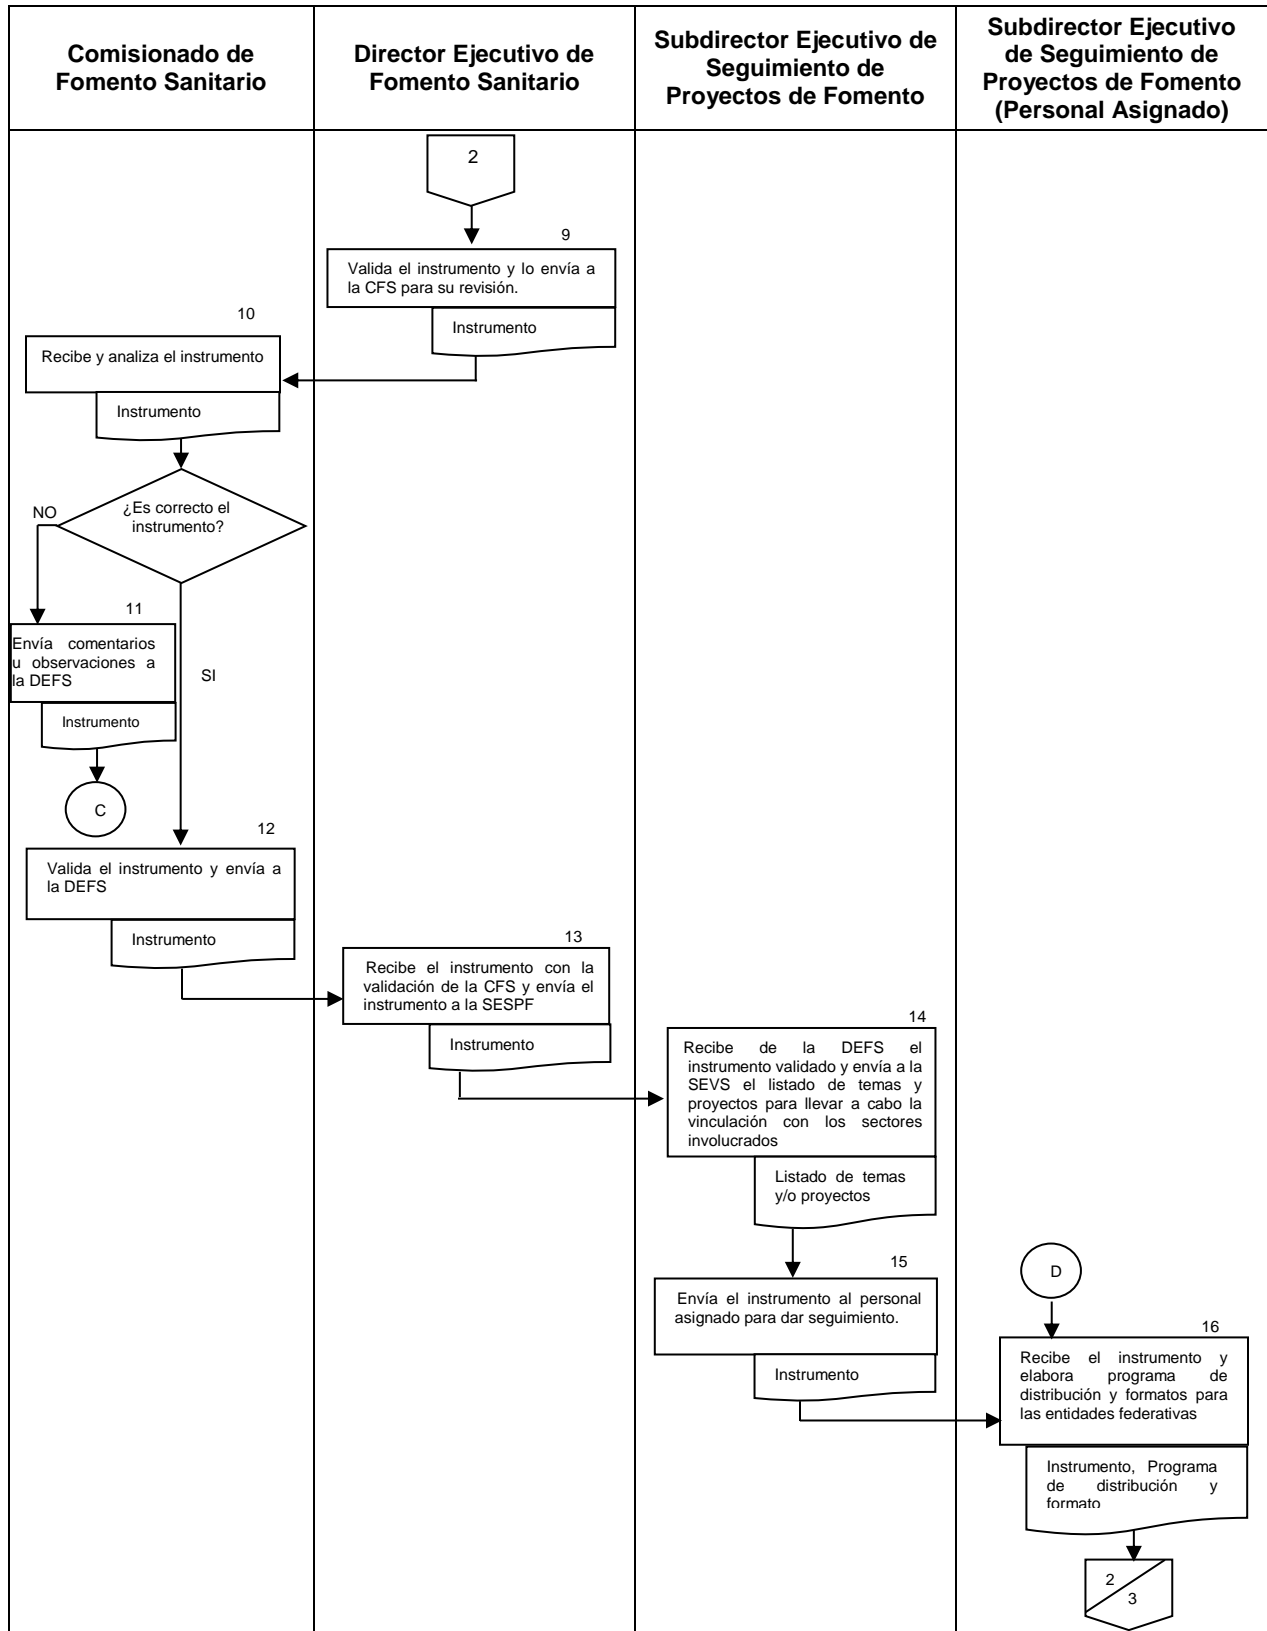 Comisionado de
Fomento Sanitario
Director Ejecutivo de
Fomento Sanitario
Subdirector Ejecutivo de
Seguimiento de
Proyectos de Fomento
Subdirector Ejecutivo
de Seguimiento de
Proyectos de Fomento
(Personal Asignado)
2
9
Valida el instrumento y lo envía a
la CFS para su revisión.
Instrumento
10
Recibe y analiza el instrumento
Instrumento
¿Es correcto el
instrumento?
NO
11
Envía comentarios
u observaciones a
la DEFS
SI
Instrumento
C
12
Valida el instrumento y envía a
la DEFS
Instrumento
13
Recibe el instrumento con la
validación de la CFS y envía el
instrumento a la SESPF
Instrumento
14
Recibe de la DEFS el
instrumento validado y envía a la
SEVS el listado de temas y
proyectos para llevar a cabo la
vinculación con los sectores
involucrados
Listado de temas
y/o proyectos
15
Envía el instrumento al personal
asignado para dar seguimiento.
Instrumento
D
16
Recibe el instrumento y
elabora programa de
distribución y formatos para
las entidades federativas
Instrumento, Programa
de distribución y
formato
2
3